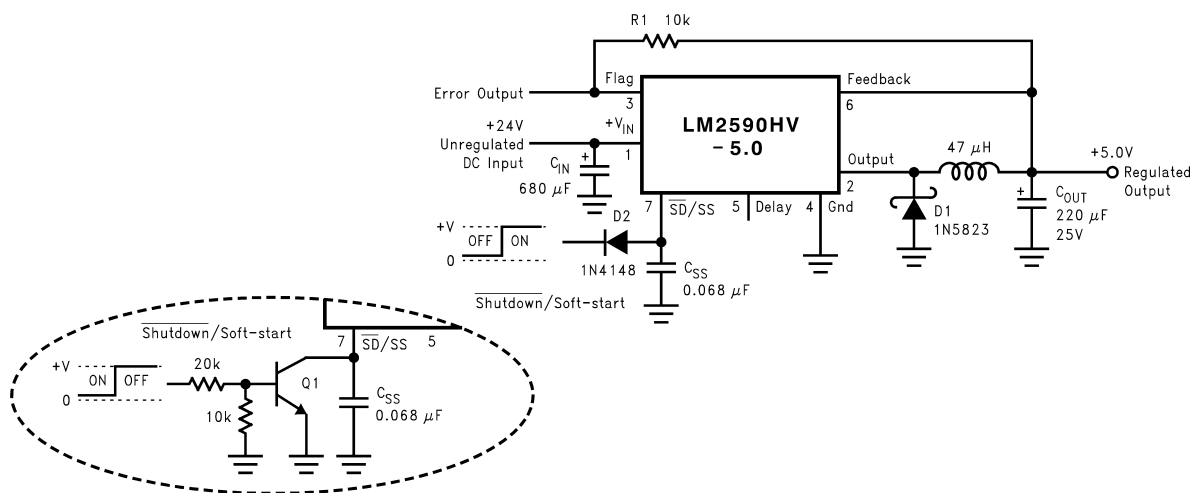 R1 10k
Flag
Feedback
Error Output
3
6
+24V
Unregulated
DC Input
+VIN
1
LM2590HV
-5.0
CIN
+
680 μF
Output
2
47 μH
+5.0V
Regulated
Output
+
COUT
220 μF
25V
D1
1N5823
7
SD/SS
5
Delay
4
Gnd
+V
OFF
ON
0
D2
1N4148
CSS
0.068 μF
Shutdown/Soft-start
Shutdown/Soft-start
7
SD/SS
5
+V
ON
OFF
0
20k
10k
Q1
CSS
0.068 μF